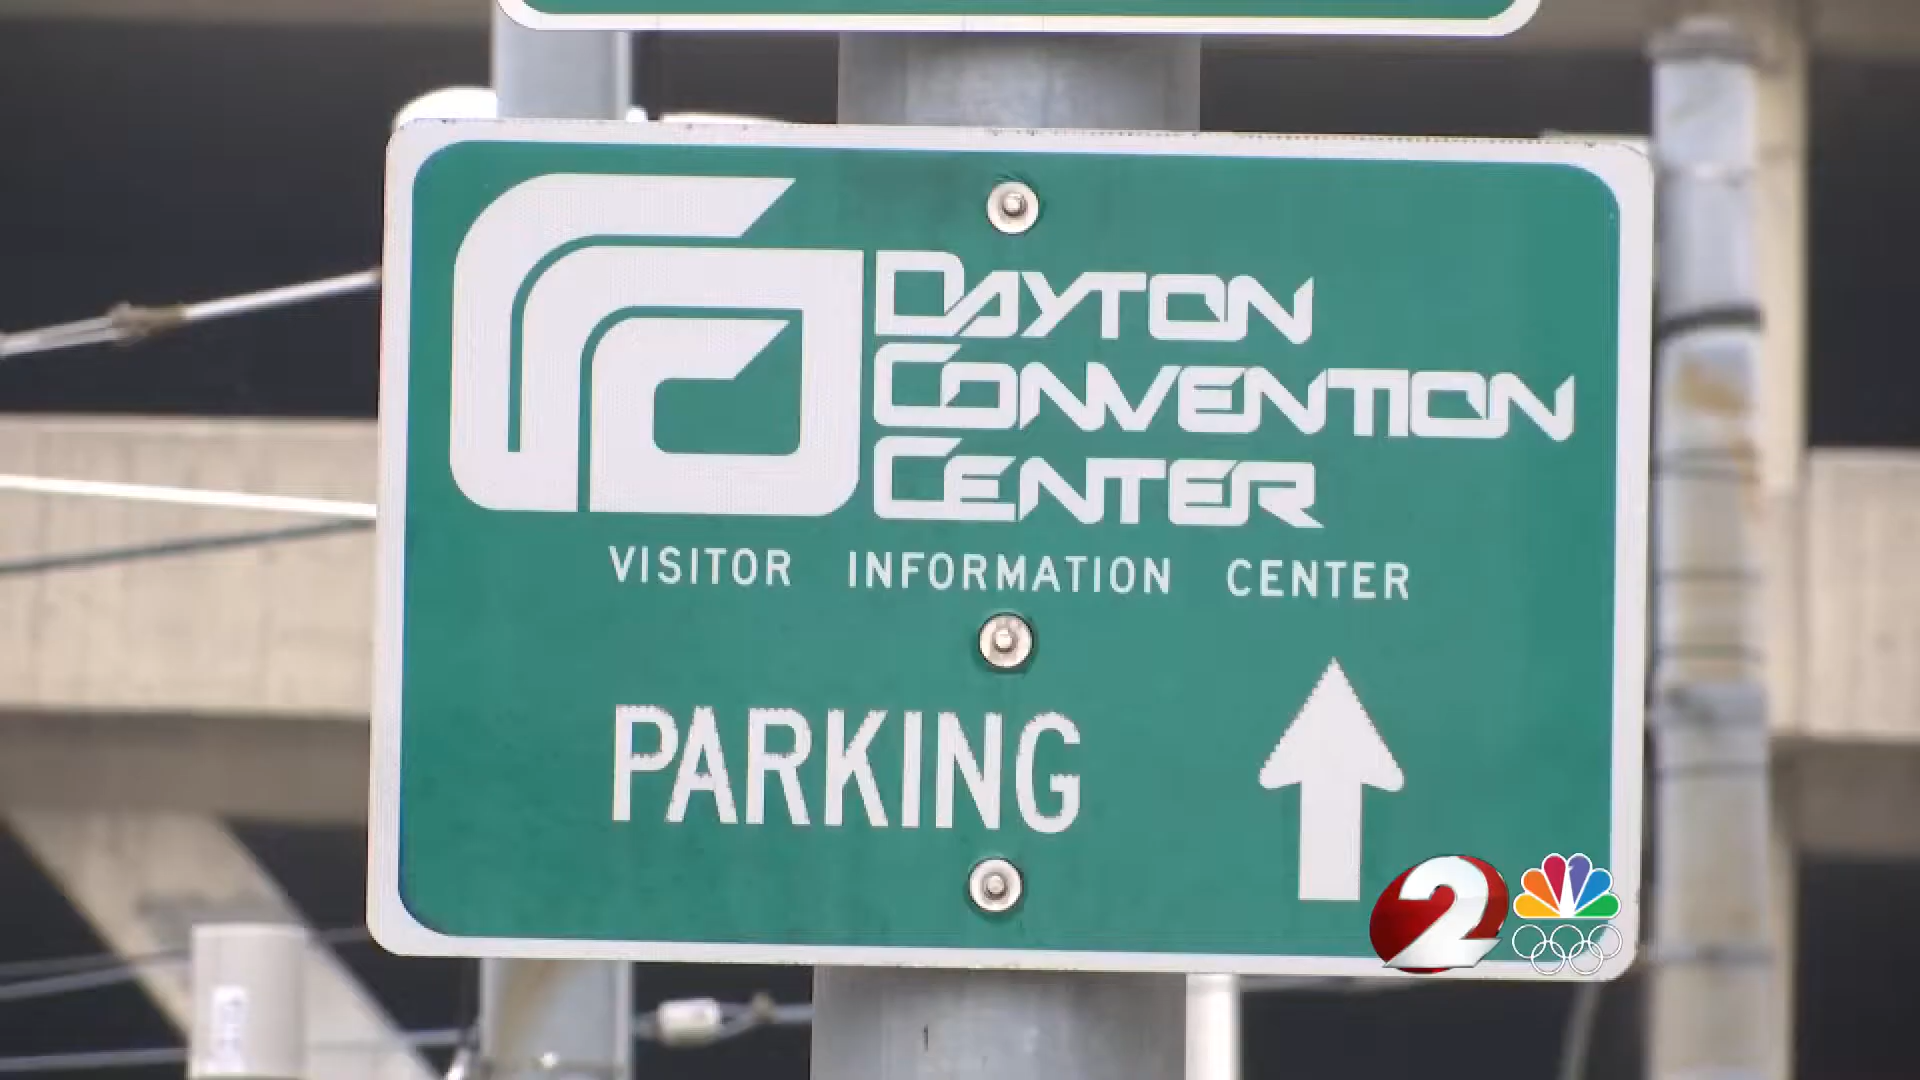 DAYTON
CONVENTION
CENTER
VISITOR INFORMATION CENTER
PARKING
2